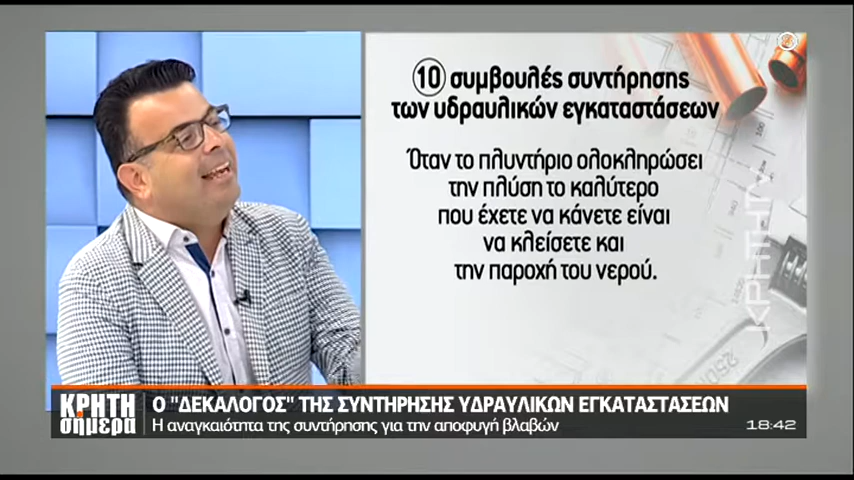 10 συμβουλές συντήρησης
των υδραυλικών εγκαταστάσεων
Όταν το πλυντήριο ολοκληρώσει
την πλύση το καλύτερο
που έχετε να κάνετε είναι
να κλείσετε και
την παροχή του νερού.
ΚΡΗΤΗ
250
ΚΡΗΤΗ
σήμερα
Ο "ΔΕΚΑΛΟΓΟΣ" ΤΗΣ ΣΥΝΤΗΡΗΣΗΣ ΥΔΡΑΥΛΙΚΩΝ ΕΓΚΑΤΑΣΤΑΣΕΩΝ
Η αναγκαιότητα της συντήρησης για την αποφυγή βλαβών
18:42